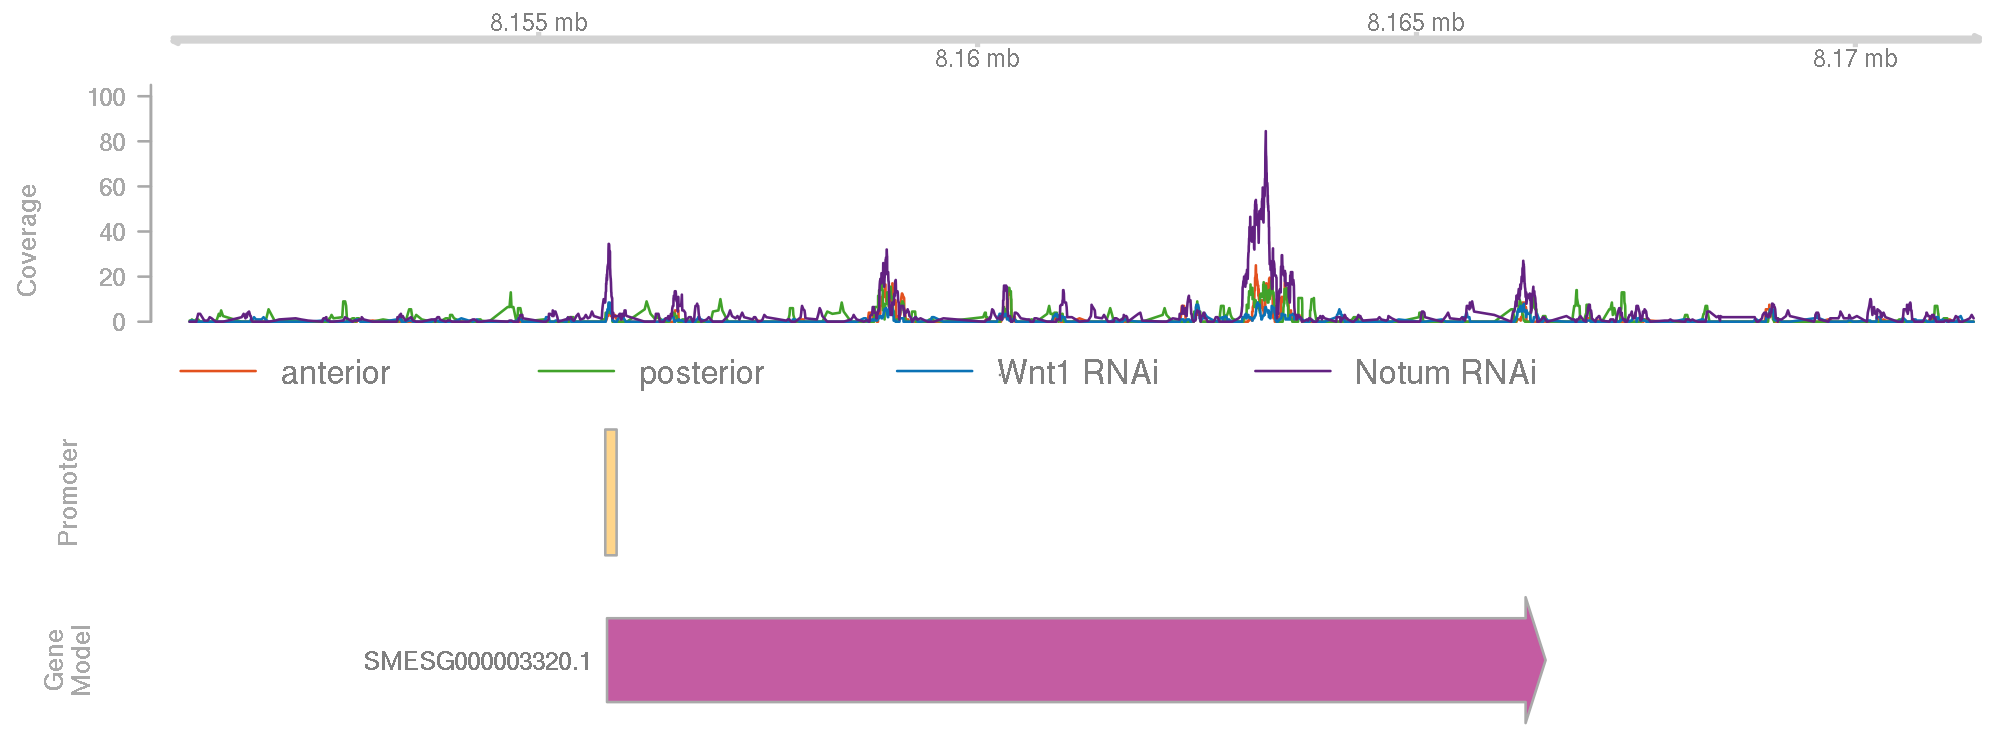 8.155 mb
8.165 mb
8.16 mb
8.17 mb
Coverage
100
80
60
40
20
0
anterior
posterior
Wnt1 RNAi
Notum RNAi
Promoter
Gene
Model
SMESG000003320.1